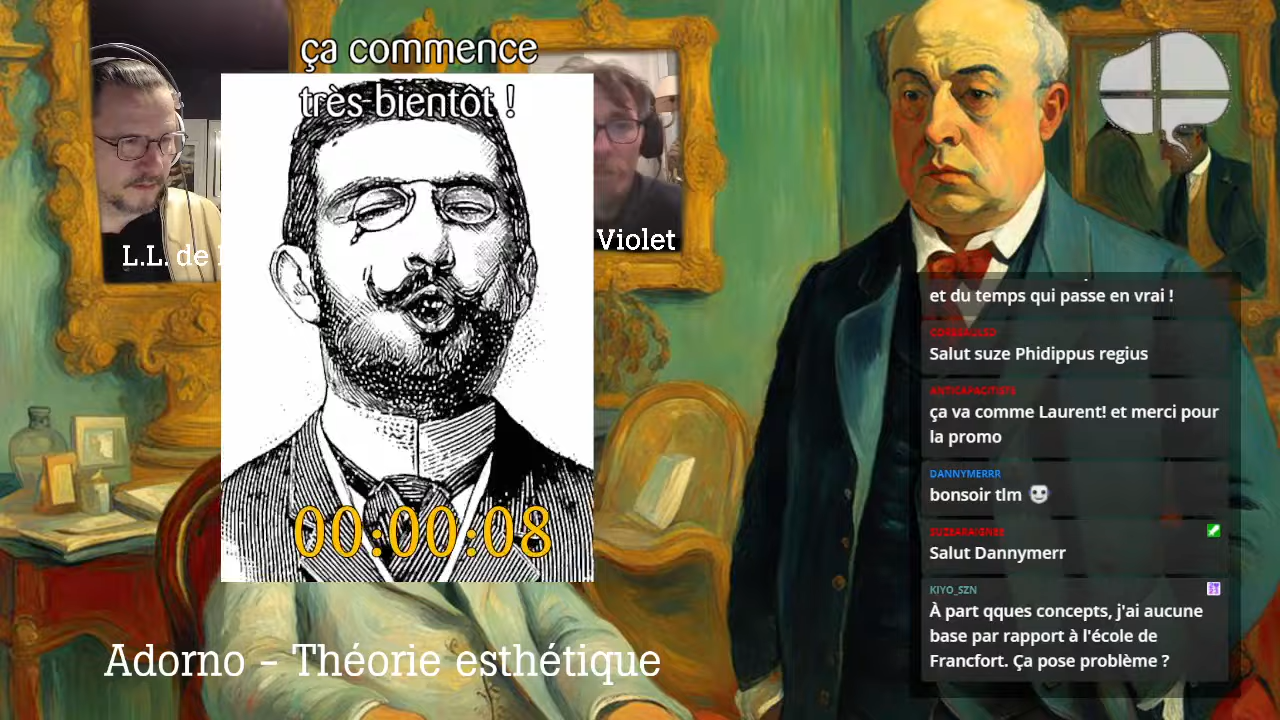 ça commence
très bientôt !
L.L. de
Violet
00:00:08
Adorno – Théorie esthétique
et du temps qui passe en vrai !
CORBEAULED
Salut suze Phidippus regius
ANTICAPACITISTE
ça va comme Laurent! et merci pour
la promo
DANNYMERRR
bonsoir tlm
SUZEARAIGNEE
Salut Dannymerr
KIYO_SZN
À part qques concepts, j'ai aucune
base par rapport à l'école de
Francfort. Ça pose problème ?